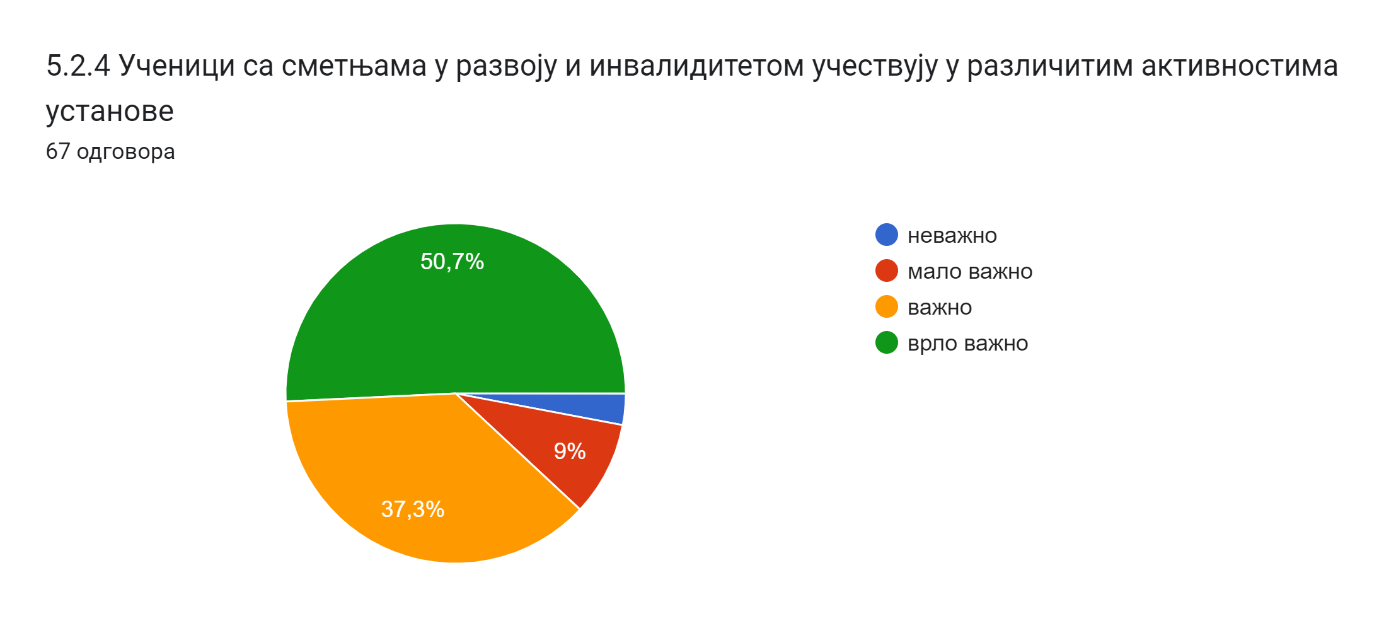 5.2.4 Ученици са сметњама у развоју и инвалидитетом учествују у различитим активностима
установе
67 одговора
50,7%
37,3%
9%
неважно
мало важно
важно
врло важно